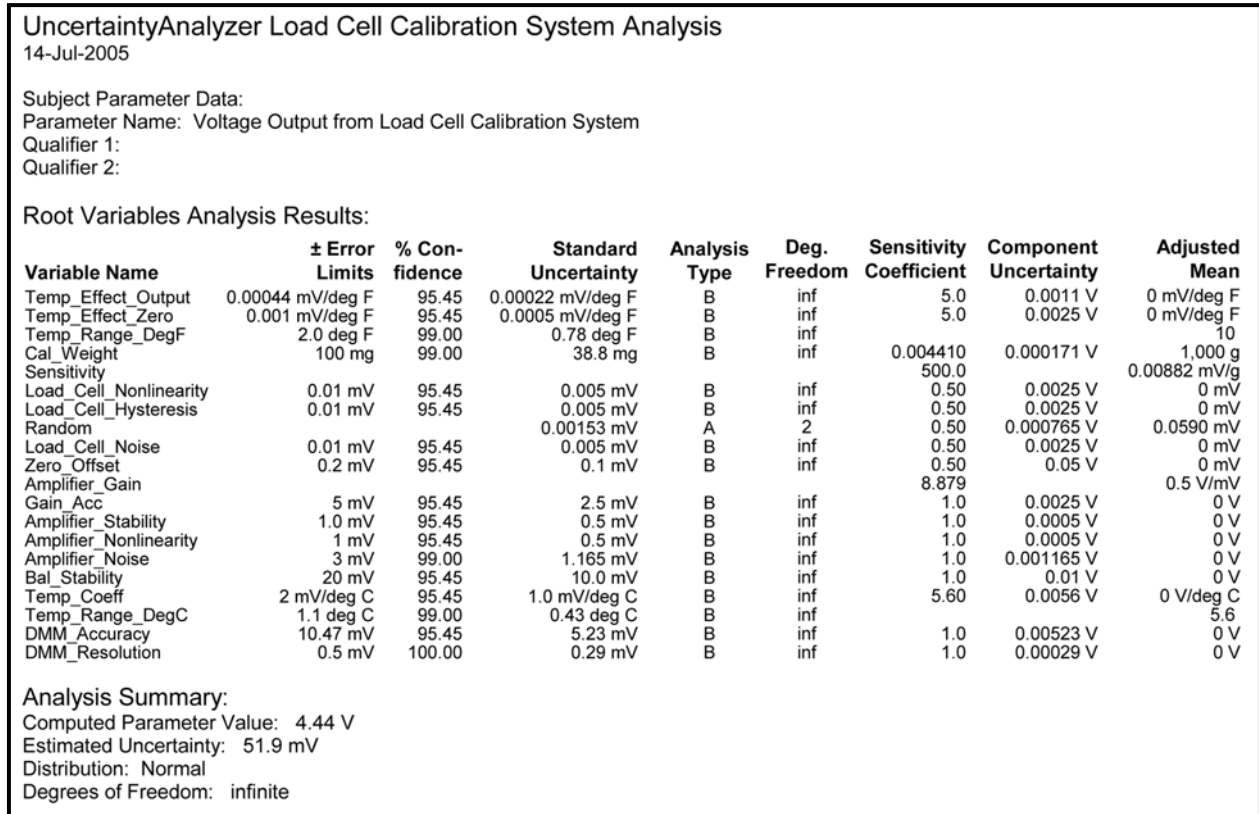 UncertaintyAnalyzer Load Cell Calibration System Analysis
14-Jul-2005
Subject Parameter Data:
Parameter Name: Voltage Output from Load Cell Calibration System
Qualifier 1:
Qualifier 2:
Root Variables Analysis Results:
± Error % Con- Standard Analysis Deg. Sensitivity Component Adjusted
Variable Name Limits fidence Uncertainty Type Freedom Coefficient Uncertainty Mean
Temp_Effect_Output 0.00044 mV/deg F 95.45 0.00022 mV/deg F B inf 5.0 0.0011 V 0 mV/deg F
Temp_Effect_Zero 0.001 mV/deg F 95.45 0.0005 mV/deg F B inf 5.0 0.0025 V 0 mV/deg F
Temp_Range_DegF 2.0 deg F 99.00 0.78 deg F B inf 10
Cal_Weight 100 mg 99.00 38.8 mg B inf 0.004410 0.000171 V 1,000 g
Sensitivity 500.0 0.00882 mV/g
Load_Cell_Nonlinearity 0.01 mV 95.45 0.005 mV B inf 0.50 0.0025 V 0 mV
Load_Cell_Hysteresis 0.01 mV 95.45 0.005 mV B inf 0.50 0.0025 V 0 mV
Random 0.00153 mV A 2 0.50 0.000765 V 0.0590 mV
Load_Cell_Noise 0.01 mV 95.45 0.005 mV B inf 0.50 0.0025 V 0 mV
Zero_Offset 0.2 mV 95.45 0.1 mV B inf 0.50 0.05 V 0 mV
Amplifier_Gain 8.879 0.5 V/mV
Gain_Acc 5 mV 95.45 2.5 mV B inf 1.0 0.0025 V 0 V
Amplifier_Stability 1.0 mV 95.45 0.5 mV B inf 1.0 0.0005 V 0 V
Amplifier_Nonlinearity 1 mV 95.45 0.5 mV B inf 1.0 0.0005 V 0 V
Amplifier_Noise 3 mV 99.00 1.165 mV B inf 1.0 0.001165 V 0 V
Bal_Stability 20 mV 95.45 10.0 mV B inf 1.0 0.01 V 0 V
Temp_Coeff 2 mV/deg C 95.45 1.0 mV/deg C B inf 5.60 0.0056 V 0 V/deg C
Temp_Range_DegC 1.1 deg C 99.00 0.43 deg C B inf 5.6
DMM_Accuracy 10.47 mV 95.45 5.23 mV B inf 1.0 0.00523 V 0 V
DMM_Resolution 0.5 mV 100.00 0.29 mV B inf 1.0 0.00029 V 0 V
Analysis Summary:
Computed Parameter Value: 4.44 V
Estimated Uncertainty: 51.9 mV
Distribution: Normal
Degrees of Freedom: infinite